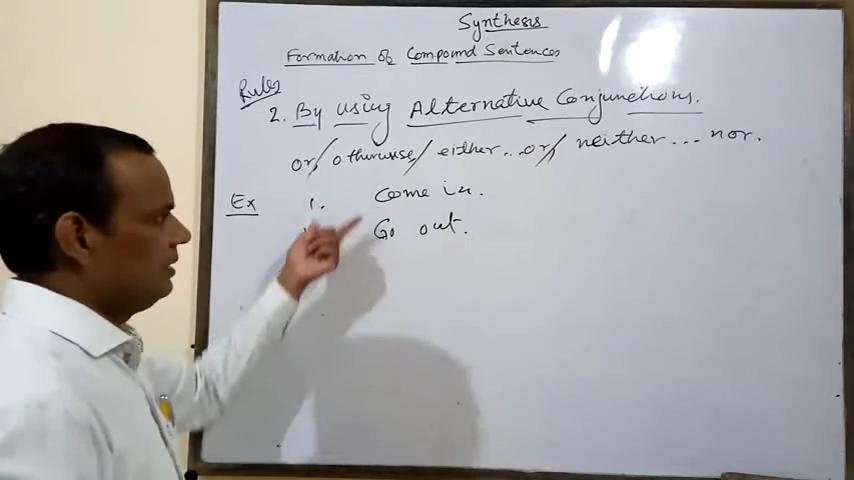 Synthesis
Formation of Compound Sentences
Rules
2. By using Alternative Conjunctions.
or/ otherwise/ either...or/ neither... nor.
Ex 1. Come in.
Go out.